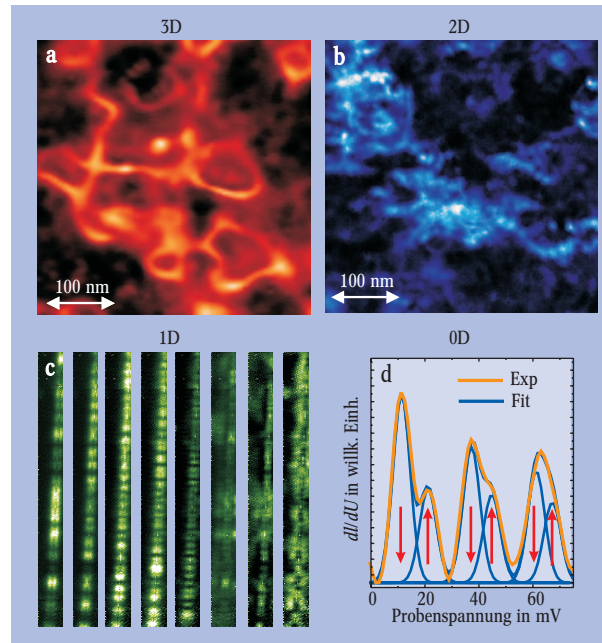 3D
2D
a
b
100 nm
100 nm
1D
0D
c
d
Exp
Fit
dI/dU in willk. Einh.
0 20 40 60
Probenspannung in mV